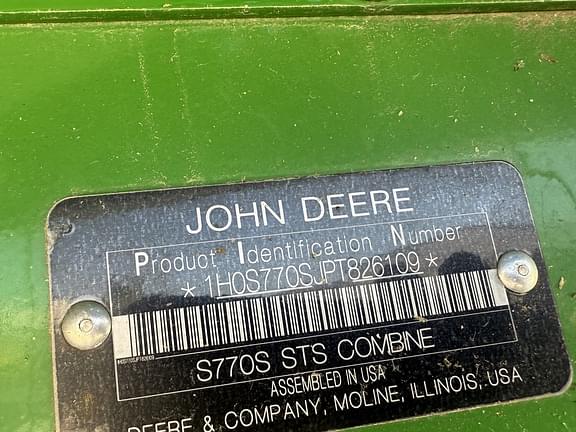 JOHN DEERE
Product Identification Number
* 1H0S770SJPT826109 *
S770S STS COMBINE
ASSEMBLED IN USA
DEERE & COMPANY, MOLINE, ILLINOIS, USA